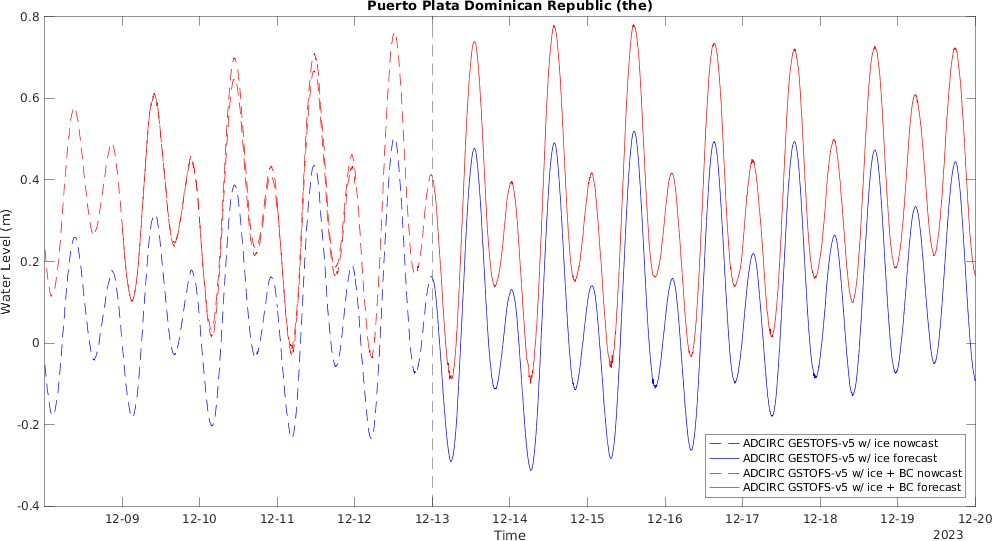 Puerto Plata Dominican Republic (the)
0.8
0.6
0.4
0.2
0
-0.2
-0.4
Water Level (m)
ADCIRC GESTOFS-v5 w/ ice nowcast
ADCIRC GESTOFS-v5 w/ ice forecast
ADCIRC GSTOFS-v5 w/ ice + BC nowcast
ADCIRC GSTOFS-v5 w/ ice + BC forecast
12-09 12-10 12-11 12-12 12-13 12-14 12-15 12-16 12-17 12-18 12-19 12-20
Time
2023